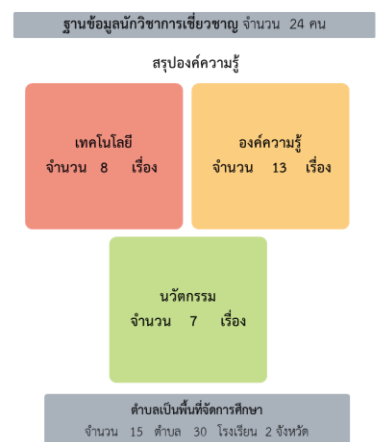 ฐานข้อมูลนักวิชาการเชี่ยวชาญ จำนวน 24 คน
สรุปองค์ความรู้
เทคโนโลยี
จำนวน 8 เรื่อง
องค์ความรู้
จำนวน 13 เรื่อง
นวัตกรรม
จำนวน 7 เรื่อง
ตำบลเป็นพื้นที่จัดการศึกษา
จำนวน 15 ตำบล 30 โรงเรียน 2 จังหวัด